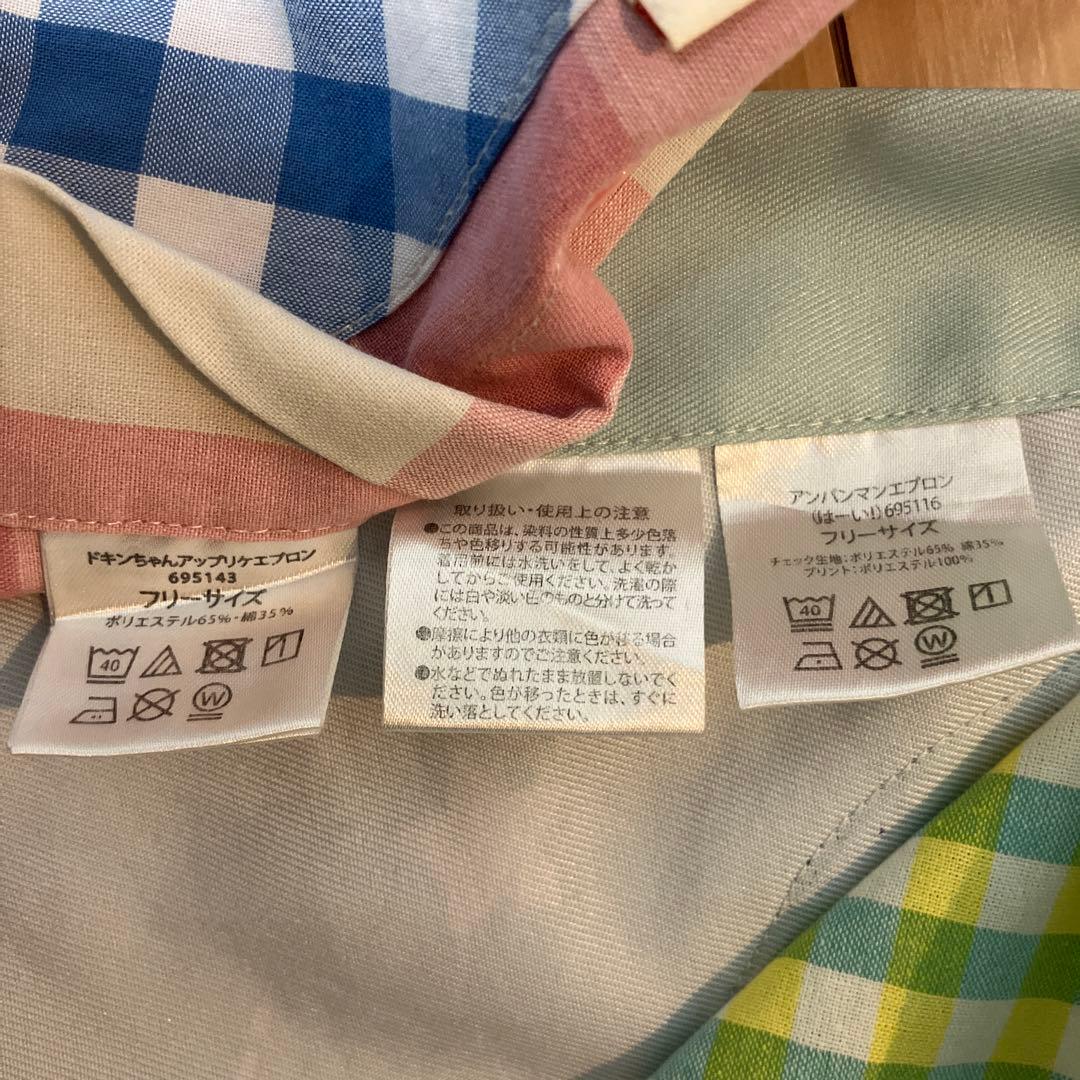 ドキンちゃんアップリケエプロン
695143
フリーサイズ
ポリエステル65%・綿35%
40
W
取り扱い・使用上の注意
●この商品は、染料の性質上多少色落
ちや色移りする可能性があります。
着用前には水洗いをして、よく乾か
してからご使用ください。洗濯の際
には白や淡い色のものと分けて洗って
ください。
●摩擦により他の衣類に色が移る場合
がありますのでご注意ください。
●水などでぬれたまま放置しないでく
ださい。色が移ったときは、すぐに
洗い落としてください。
アンパンマンエプロン
(はーい!)695116
フリーサイズ
チェック生地:ポリエステル65% 綿35%
プリント:ポリエステル100%
40
W